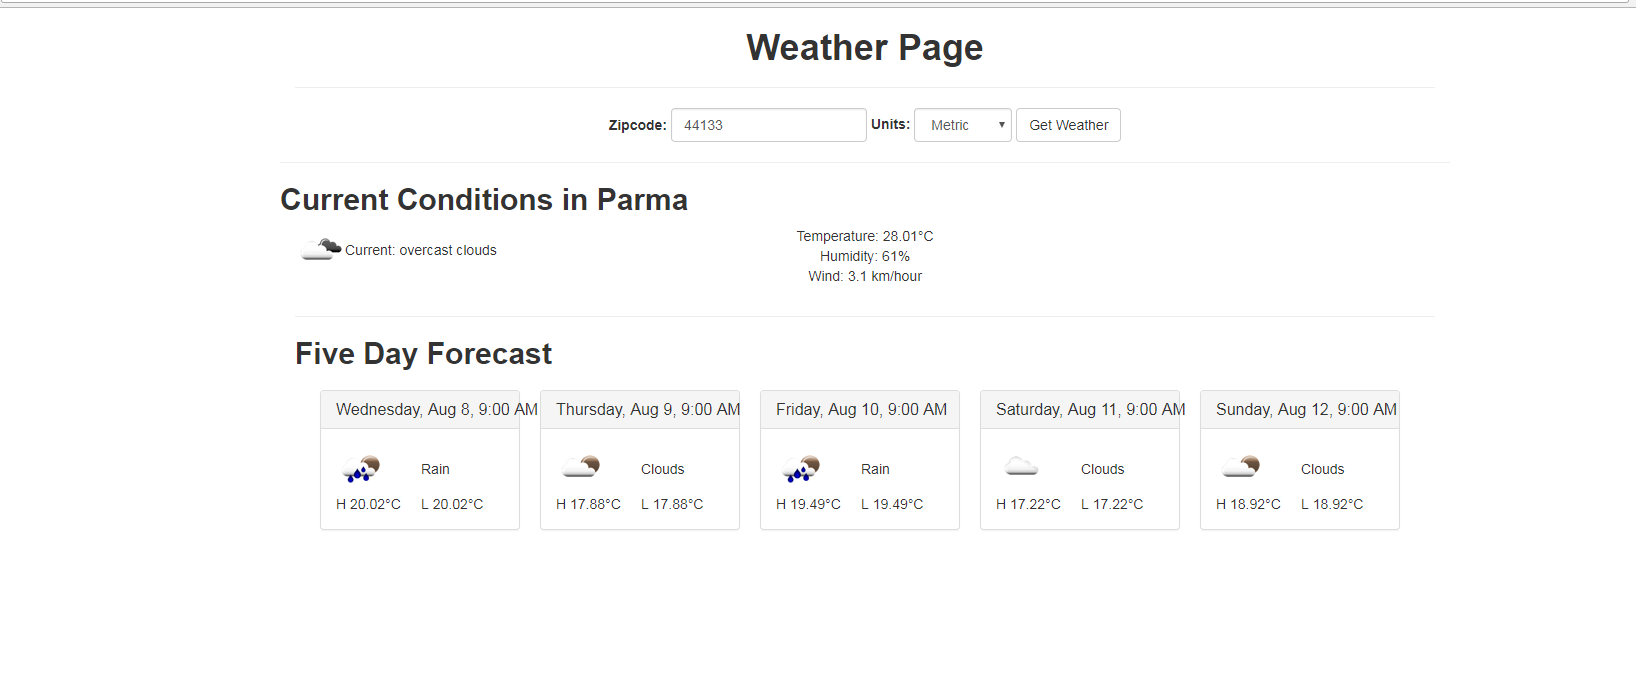 Weather Page
Zipcode: 44133 Units: Metric Get Weather
Current Conditions in Parma
Current: overcast clouds
Temperature: 28.01°C
Humidity: 61%
Wind: 3.1 km/hour
Five Day Forecast
Wednesday, Aug 8, 9:00 AM
Rain
H 20.02°C L 20.02°C
Thursday, Aug 9, 9:00 AM
Clouds
H 17.88°C L 17.88°C
Friday, Aug 10, 9:00 AM
Rain
H 19.49°C L 19.49°C
Saturday, Aug 11, 9:00 AM
Clouds
H 17.22°C L 17.22°C
Sunday, Aug 12, 9:00 AM
Clouds
H 18.92°C L 18.92°C